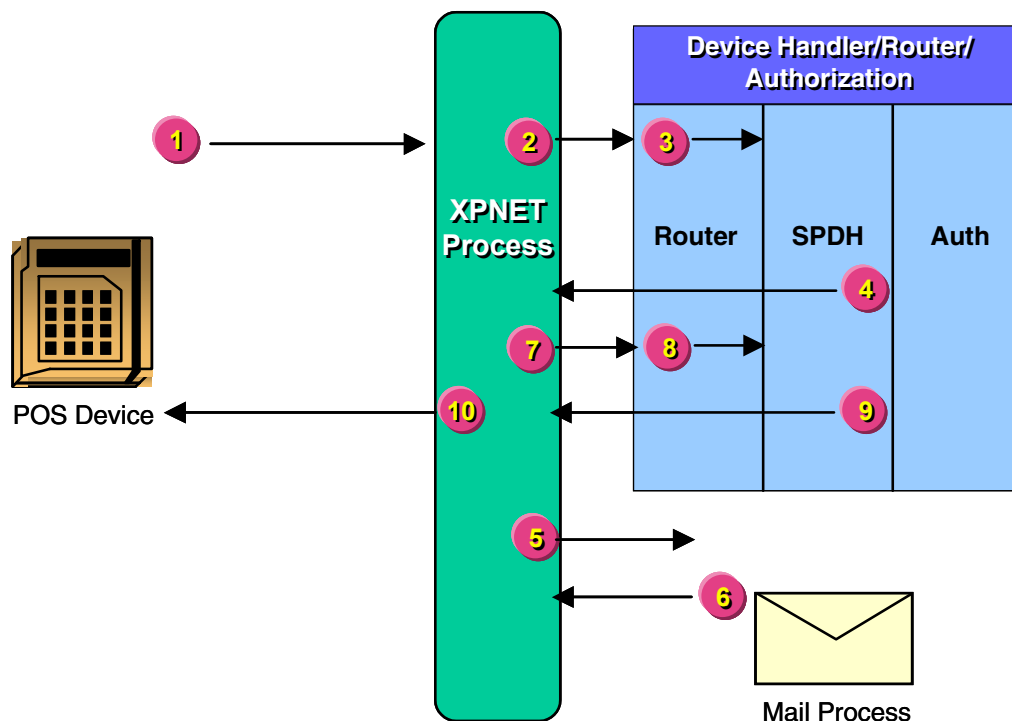 Device Handler/Router/
Authorization
1
2
3
XPNET
Process
Router
SPDH
Auth
4
7
8
POS Device
10
9
5
6
Mail Process